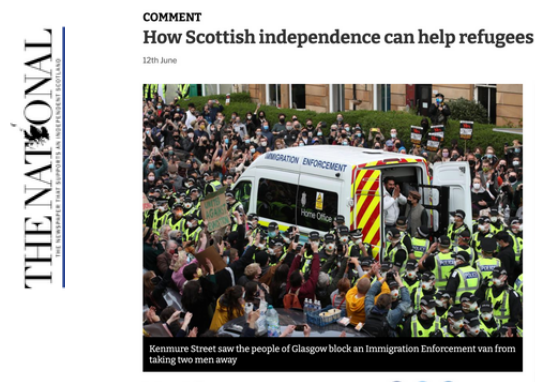 THE NATIONAL
THE NEWSPAPER THAT SUPPORTS AN INDEPENDENT SCOTLAND
COMMENT
How Scottish independence can help refugees
12th June
IMMIGRATION ENFORCEMENT
Home Office
POLICE
Kenmure Street saw the people of Glasgow block an Immigration Enforcement van from
taking two men away